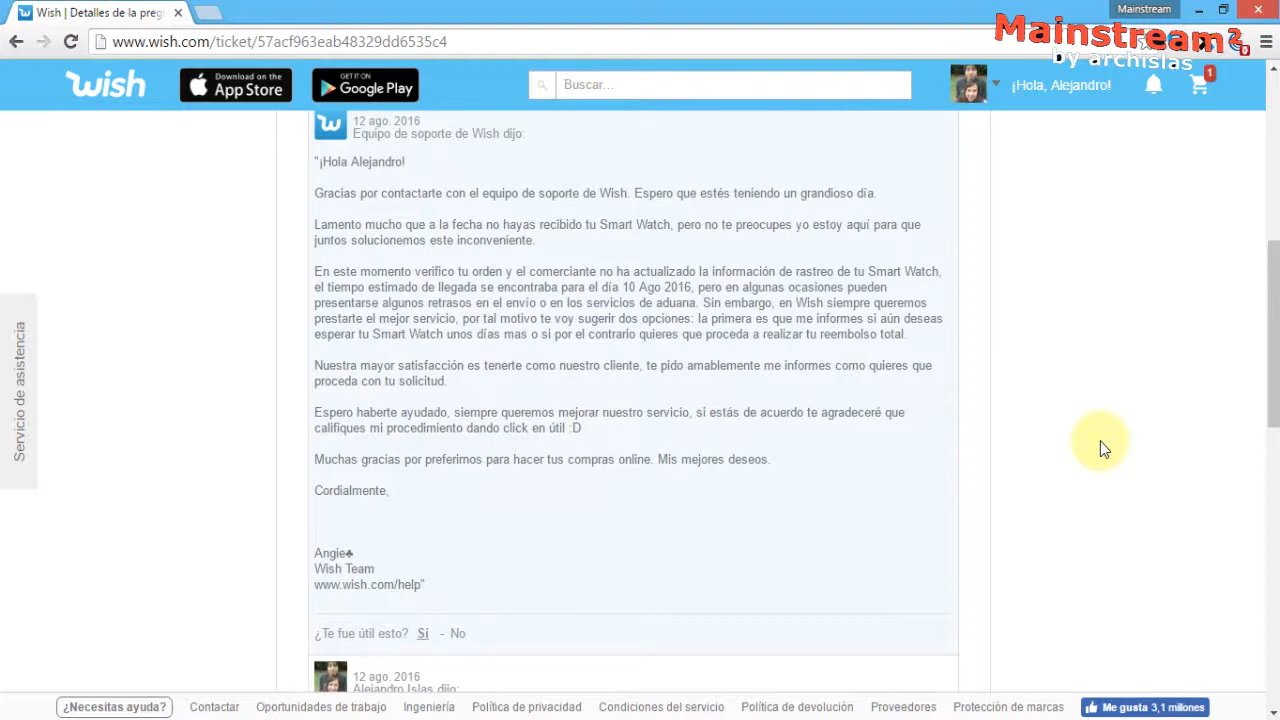 Wish | Detalles de la preg
Mainstream
www.wish.com/ticket/57acf963eab48329dd6535c4
Mainstream²
by archislas
wish
Download on the
App Store
GET IT ON
Google Play
Buscar...
¡Hola, Alejandro!
1
12 ago. 2016
Equipo de soporte de Wish dijo:
"¡Hola Alejandro!
Gracias por contactarte con el equipo de soporte de Wish. Espero que estés teniendo un grandioso día.
Lamento mucho que a la fecha no hayas recibido tu Smart Watch, pero no te preocupes yo estoy aquí para que
juntos solucionemos este inconveniente.
En este momento verifico tu orden y el comerciante no ha actualizado la información de rastreo de tu Smart Watch,
el tiempo estimado de llegada se encontraba para el día 10 Ago 2016, pero en algunas ocasiones pueden
presentarse algunos retrasos en el envío o en los servicios de aduana. Sin embargo, en Wish siempre queremos
prestarte el mejor servicio, por tal motivo te voy sugerir dos opciones: la primera es que me informes si aún deseas
esperar tu Smart Watch unos días mas o si por el contrario quieres que proceda a realizar tu reembolso total.
Nuestra mayor satisfacción es tenerte como nuestro cliente, te pido amablemente me informes como quieres que
proceda con tu solicitud.
Espero haberte ayudado, siempre queremos mejorar nuestro servicio, si estás de acuerdo te agradeceré que
califiques mi procedimiento dando click en útil :D
Muchas gracias por preferirnos para hacer tus compras online. Mis mejores deseos.
Cordialmente,
Angie♣
Wish Team
www.wish.com/help"
¿Te fue útil esto? Si - No
12 ago. 2016
Alejandro Islas dijo:
Servicio de asistencia
¿Necesitas ayuda?
Contactar
Oportunidades de trabajo
Ingeniería
Política de privacidad
Condiciones del servicio
Política de devolución
Proveedores
Protección de marcas
Me gusta 3,1 millones